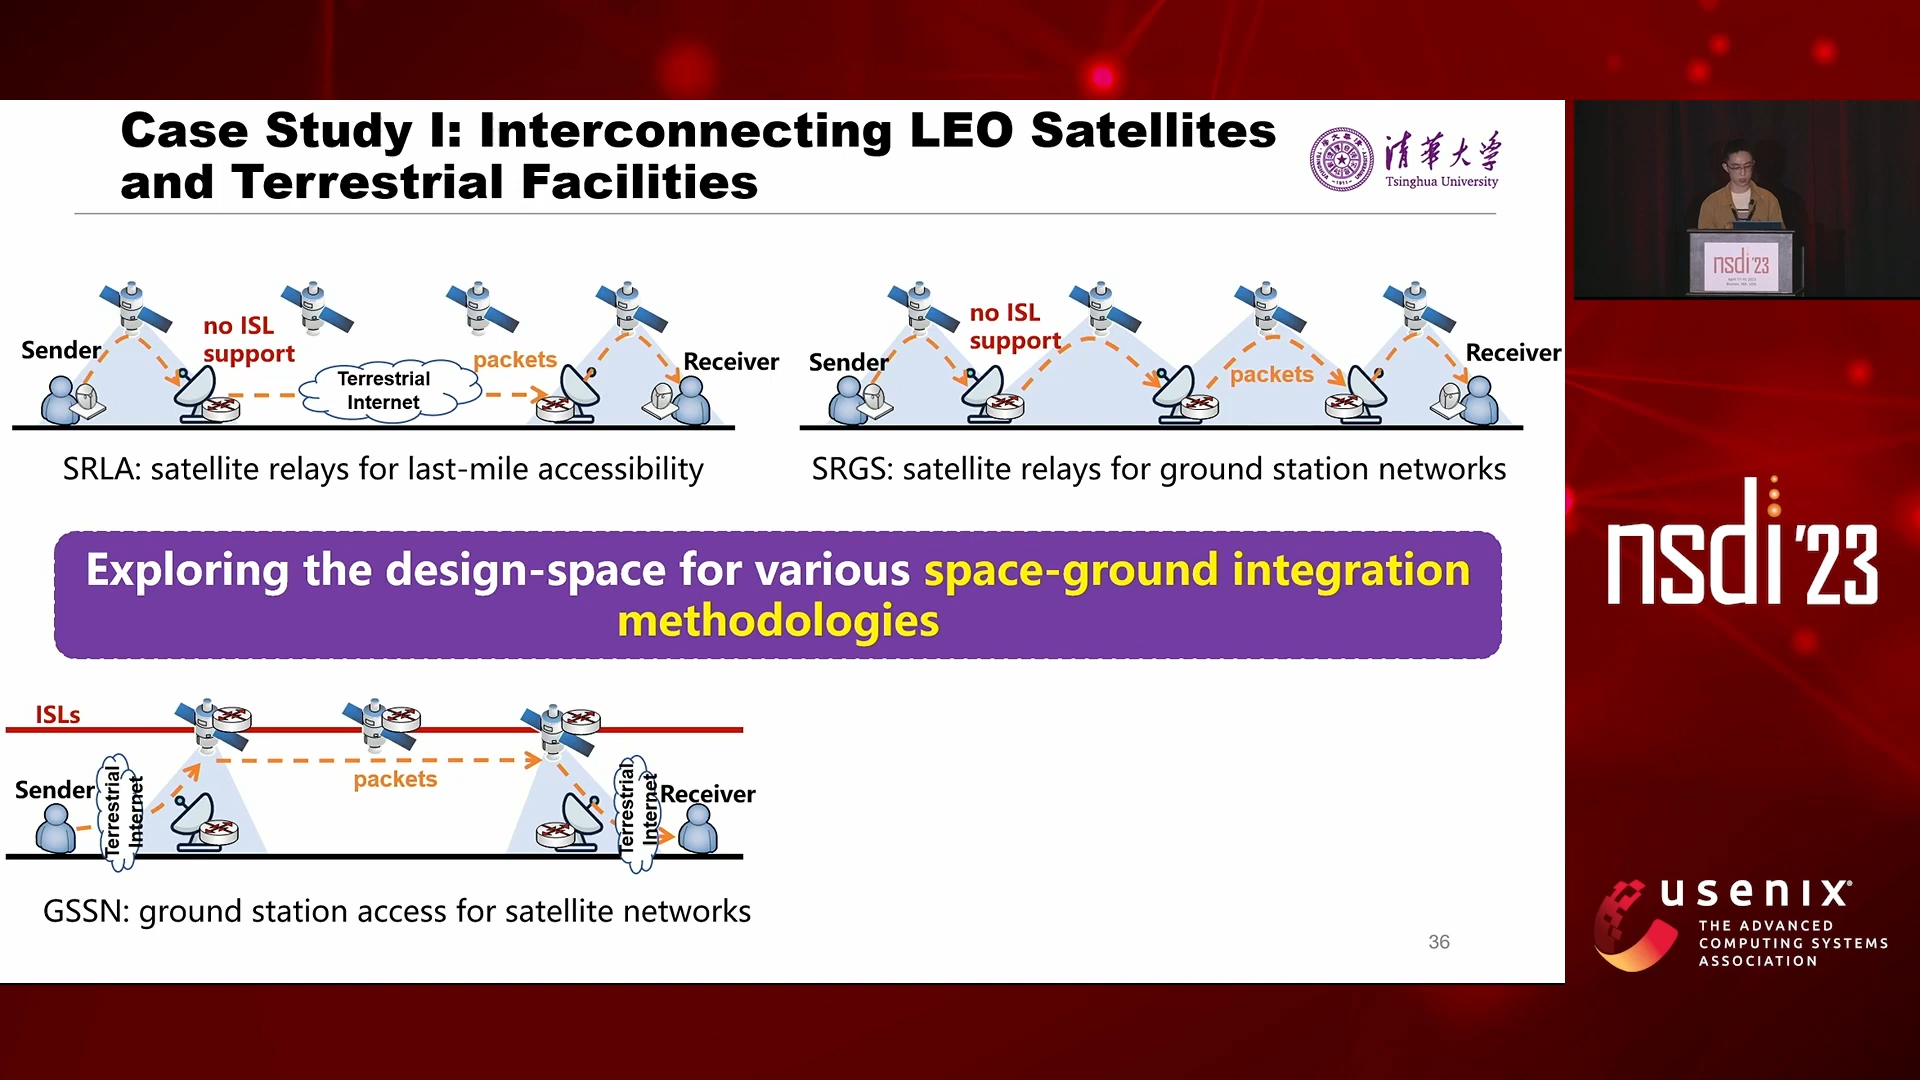 Case Study I: Interconnecting LEO Satellites
and Terrestrial Facilities
清華大学
Tsinghua University
Sender
no ISL
support
Terrestrial
Internet
packets
Receiver
SRLA: satellite relays for last-mile accessibility
Sender
no ISL
support
packets
Receiver
SRGS: satellite relays for ground station networks
Exploring the design-space for various space-ground integration
methodologies
ISLs
Sender
Terrestrial
Internet
packets
Terrestrial
Internet
Receiver
GSSN: ground station access for satellite networks
36
nsdi '23
nsdi '23
usenix
THE ADVANCED
COMPUTING SYSTEMS
ASSOCIATION